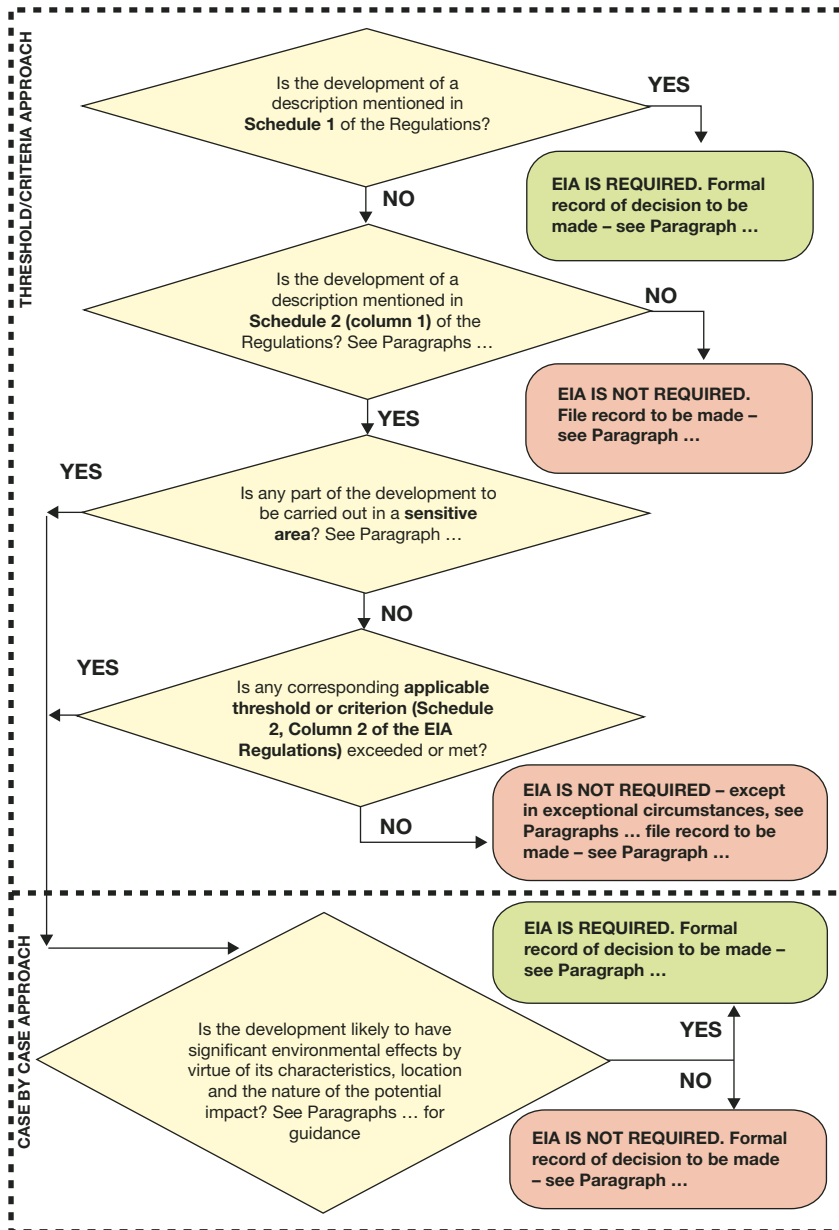 THRESHOLD/CRITERIA APPROACH
Is the development of a
description mentioned in
Schedule 1 of the Regulations?
YES
EIA IS REQUIRED. Formal
record of decision to be
made – see Paragraph ...
NO
Is the development of a
description mentioned in
Schedule 2 (column 1) of the
Regulations? See Paragraphs ...
NO
EIA IS NOT REQUIRED.
File record to be made –
see Paragraph ...
YES
Is any part of the development to
be carried out in a sensitive
area? See Paragraph ...
YES
NO
Is any corresponding applicable
threshold or criterion (Schedule
2, Column 2 of the EIA
Regulations) exceeded or met?
YES
NO
EIA IS NOT REQUIRED – except
in exceptional circumstances, see
Paragraphs ... file record to be
made – see Paragraph ...
CASE BY CASE APPROACH
Is the development likely to have
significant environmental effects by
virtue of its characteristics, location
and the nature of the potential
impact? See Paragraphs ... for
guidance
YES
EIA IS REQUIRED. Formal
record of decision to be made –
see Paragraph ...
NO
EIA IS NOT REQUIRED. Formal
record of decision to be made
– see Paragraph ...